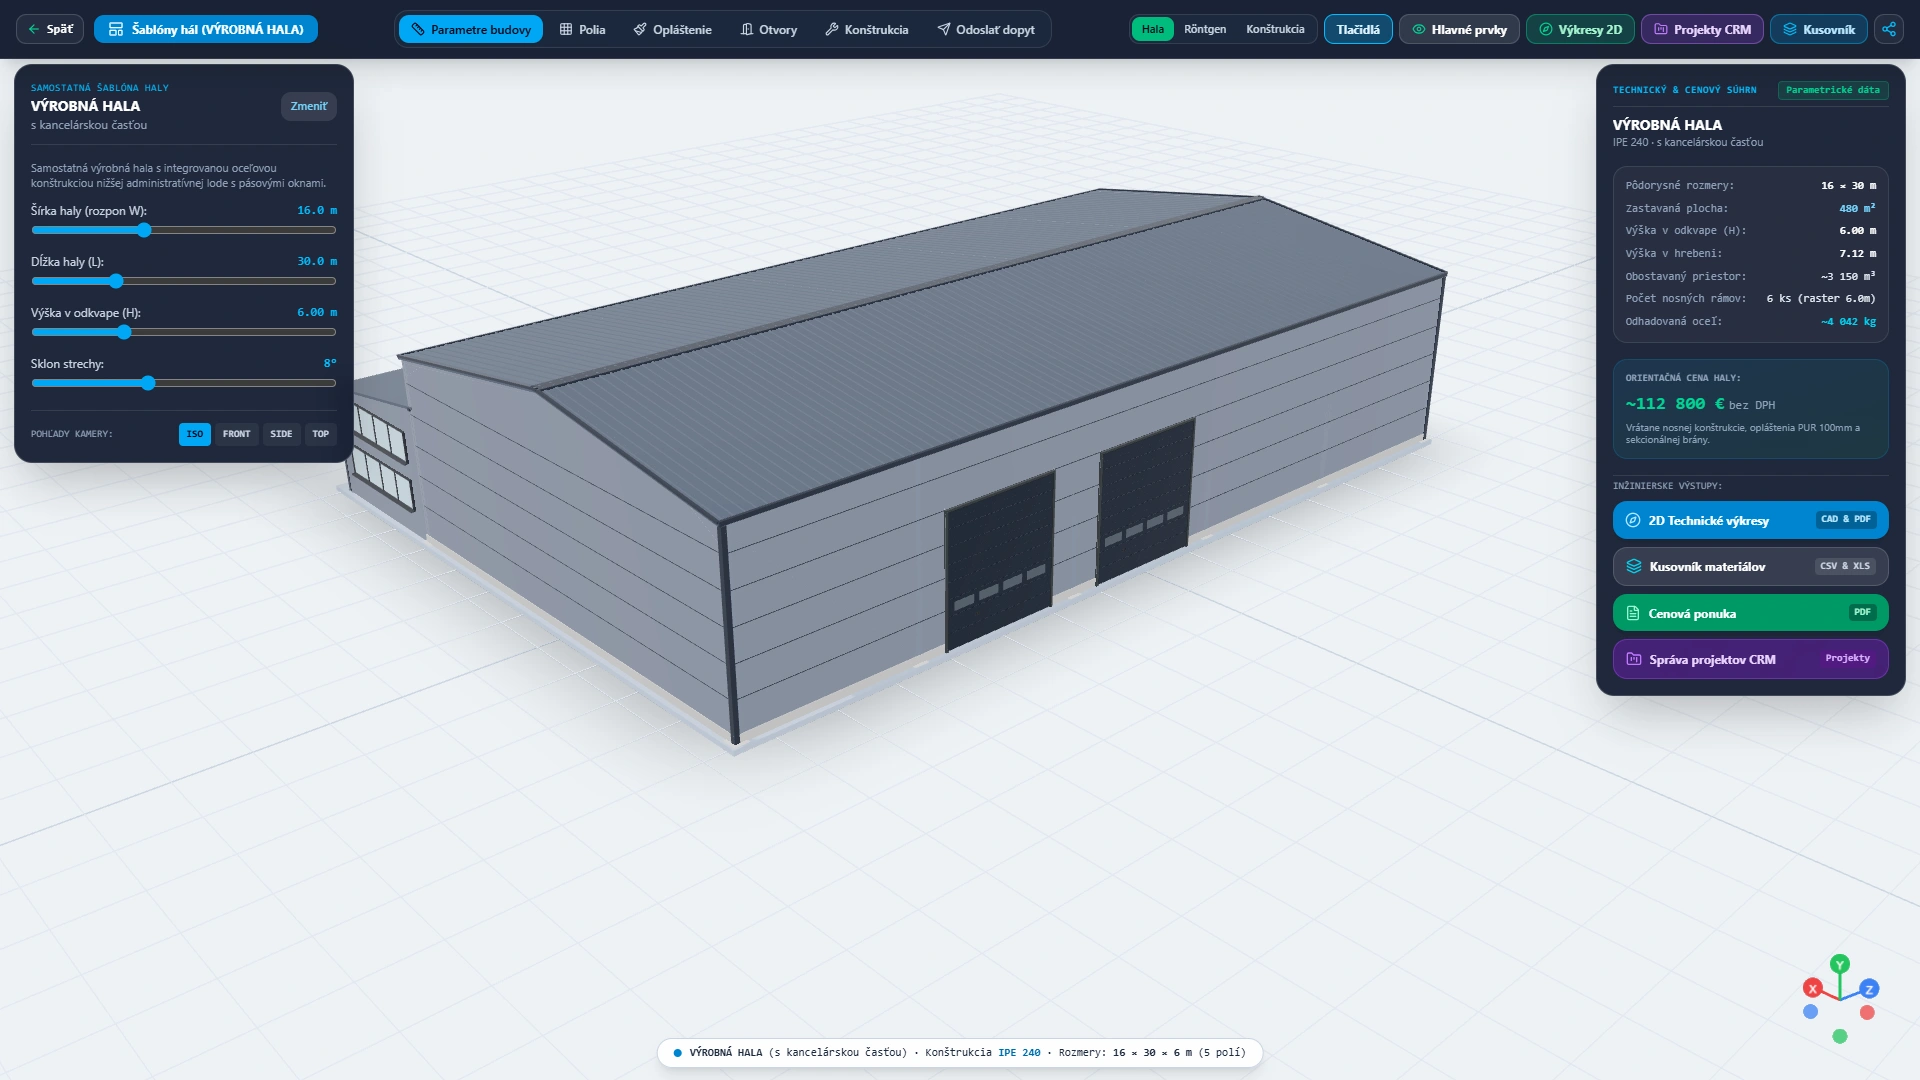 Späť
Šablóny hál (VÝROBNÁ HALA)
Parametre budovy
Polia
Opláštenie
Otvory
Konštrukcia
Odoslať dopyt
Hala
Röntgen
Konštrukcia
Tlačidlá
Hlavné prvky
Výkresy 2D
Projekty CRM
Kusovník
SAMOSTATNÁ ŠABLÓNA HALY
VÝROBNÁ HALA
s kancelárskou časťou
Zmeniť
Samostatná výrobná hala s integrovanou oceľovou
konštrukciou nižšej administratívnej lode s pásovými oknami.
Šírka haly (rozpon W): 16.0 m
Dĺžka haly (L): 30.0 m
Výška v odkvape (H): 6.00 m
Sklon strechy: 8°
POHĽADY KAMERY: ISO FRONT SIDE TOP
TECHNICKÝ & CENOVÝ SÚHRN
Parametrické dáta
VÝROBNÁ HALA
IPE 240 · s kancelárskou časťou
Pôdorysné rozmery: 16 × 30 m
Zastavaná plocha: 480 m²
Výška v odkvape (H): 6.00 m
Výška v hrebeni: 7.12 m
Obostavaný priestor: ~3 150 m³
Počet nosných rámov: 6 ks (raster 6.0m)
Odhadovaná oceľ: ~4 042 kg
ORIENTAČNÁ CENA HALY:
~112 800 € bez DPH
Vrátane nosnej konštrukcie, opláštenia PUR 100mm a
sekcionálnej brány.
INŽINIERSKE VÝSTUPY:
2D Technické výkresy CAD & PDF
Kusovník materiálov CSV & XLS
Cenová ponuka PDF
Správa projektov CRM Projekty
Y
X
Z
VÝROBNÁ HALA (s kancelárskou časťou) · Konštrukcia IPE 240 · Rozmery: 16 × 30 × 6 m (5 polí)